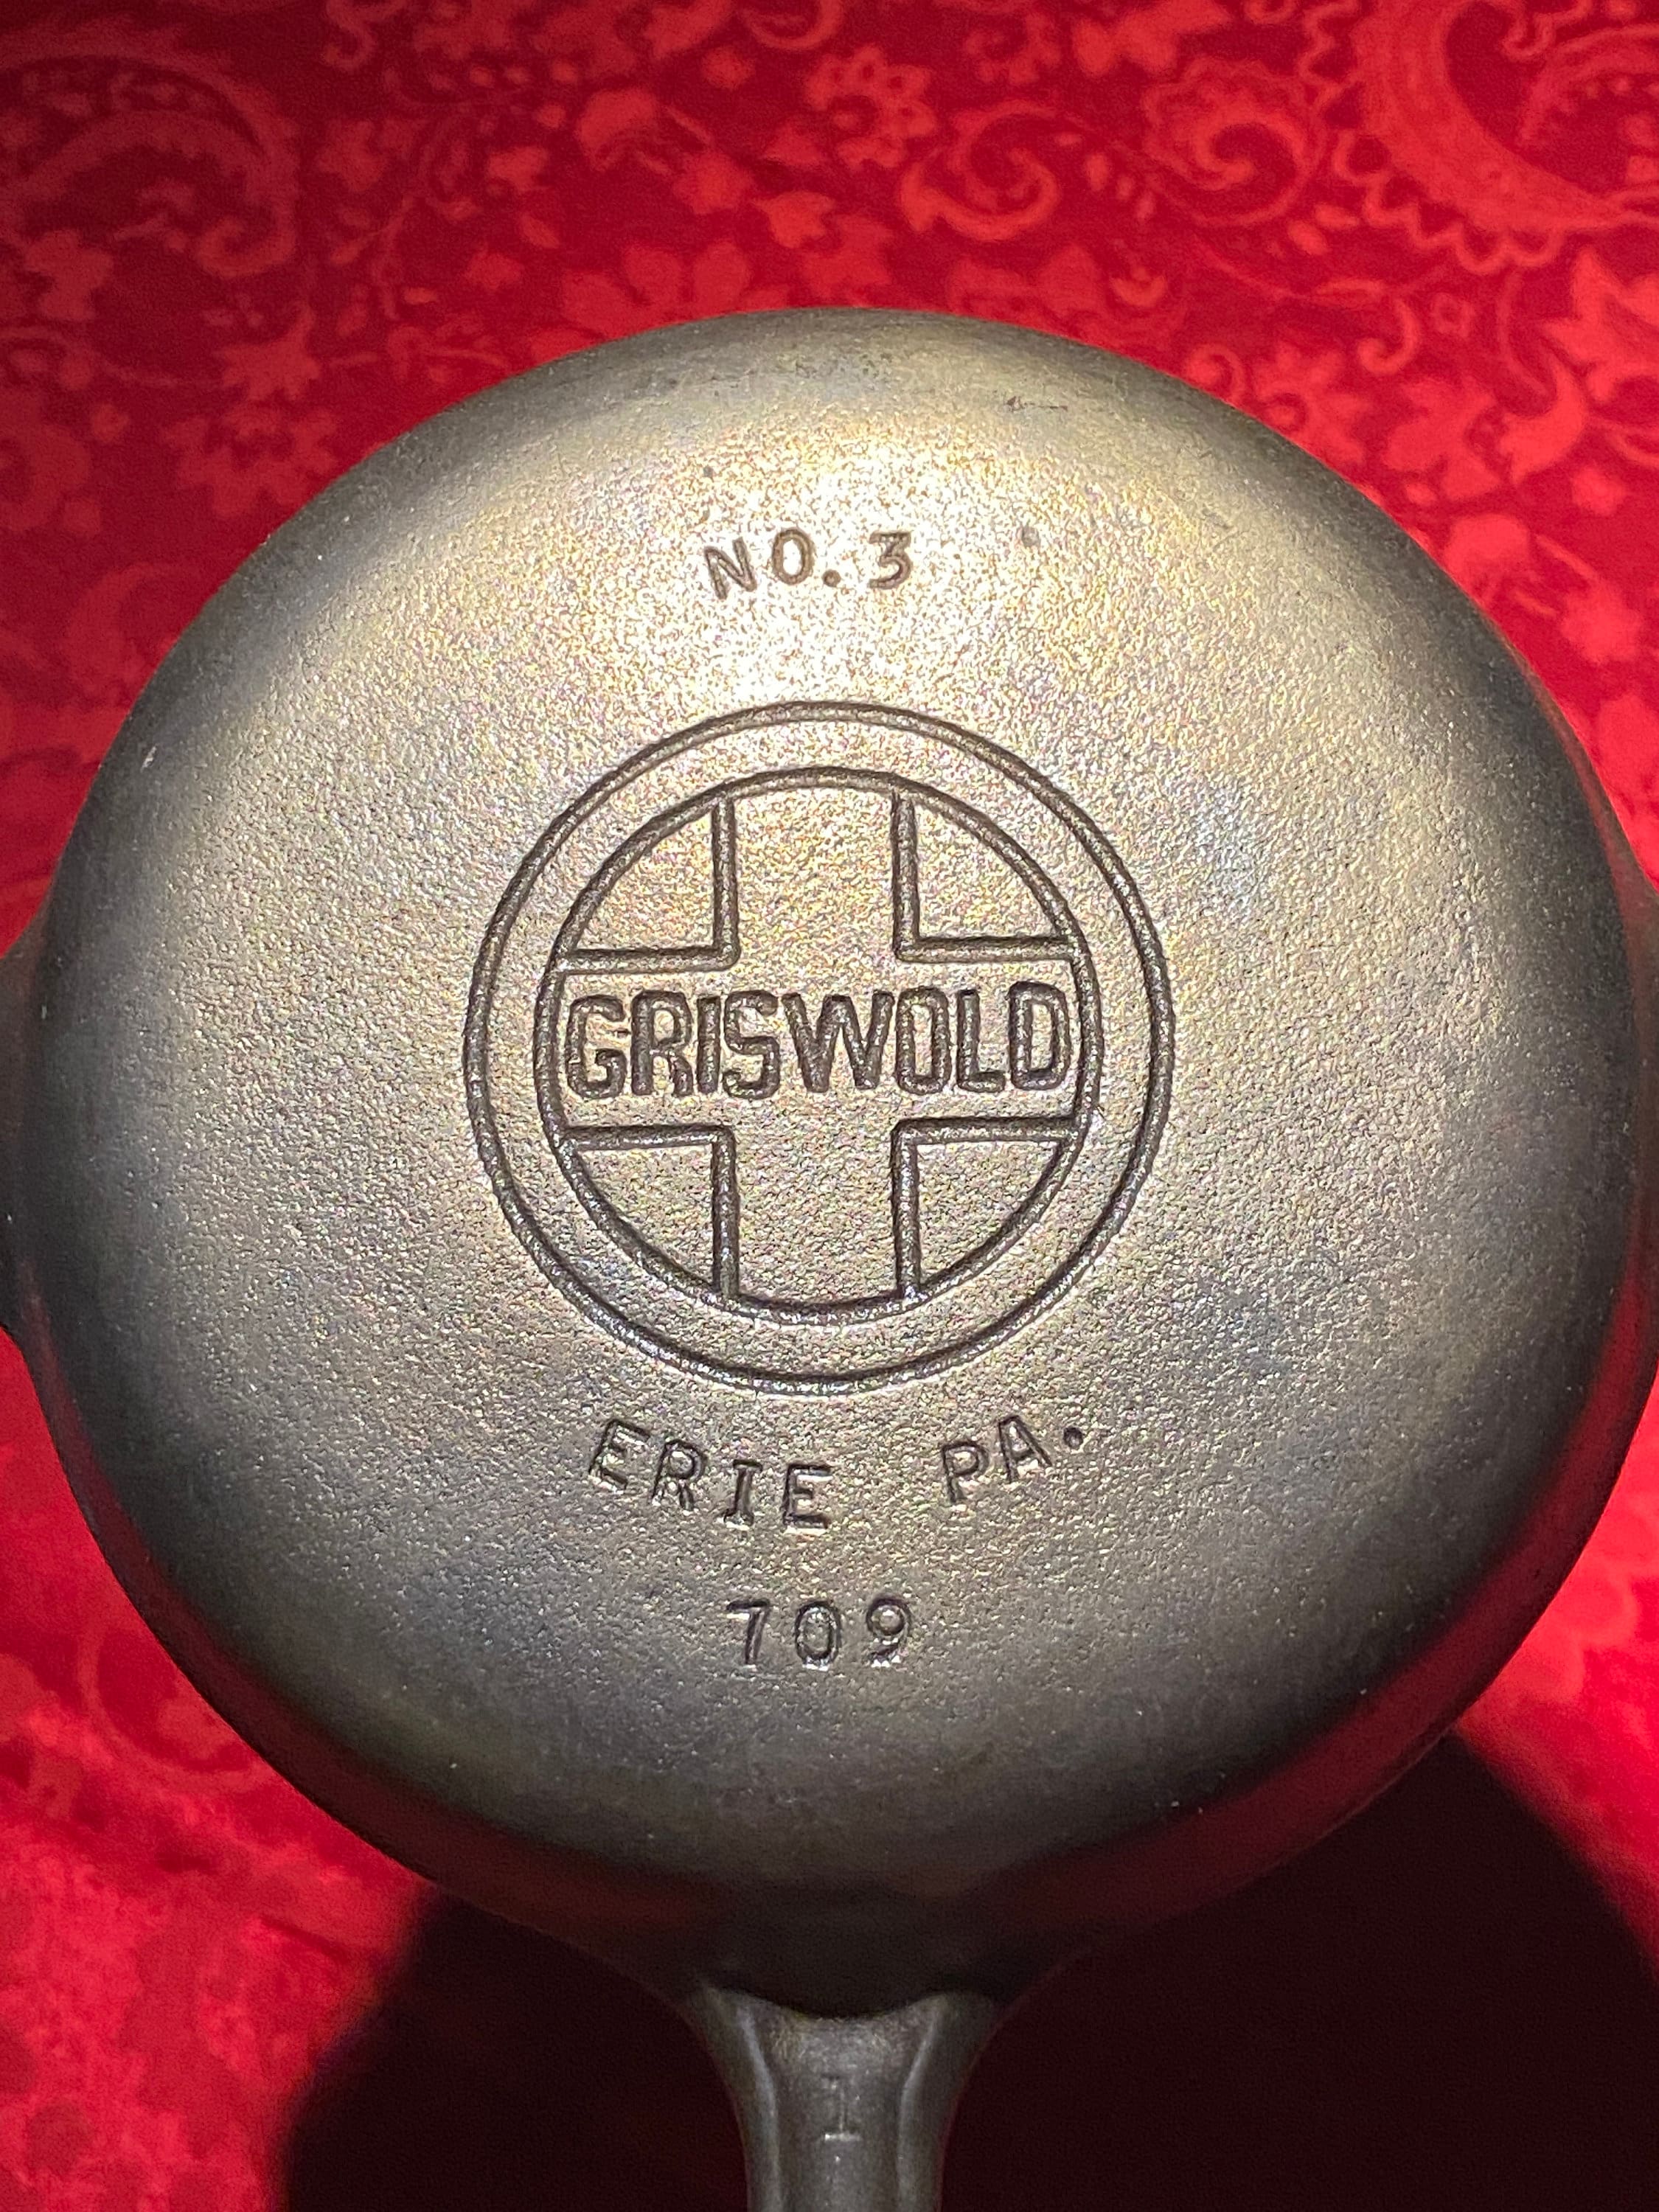 NO. 3
GRISWOLD
ERIE PA.
709
I